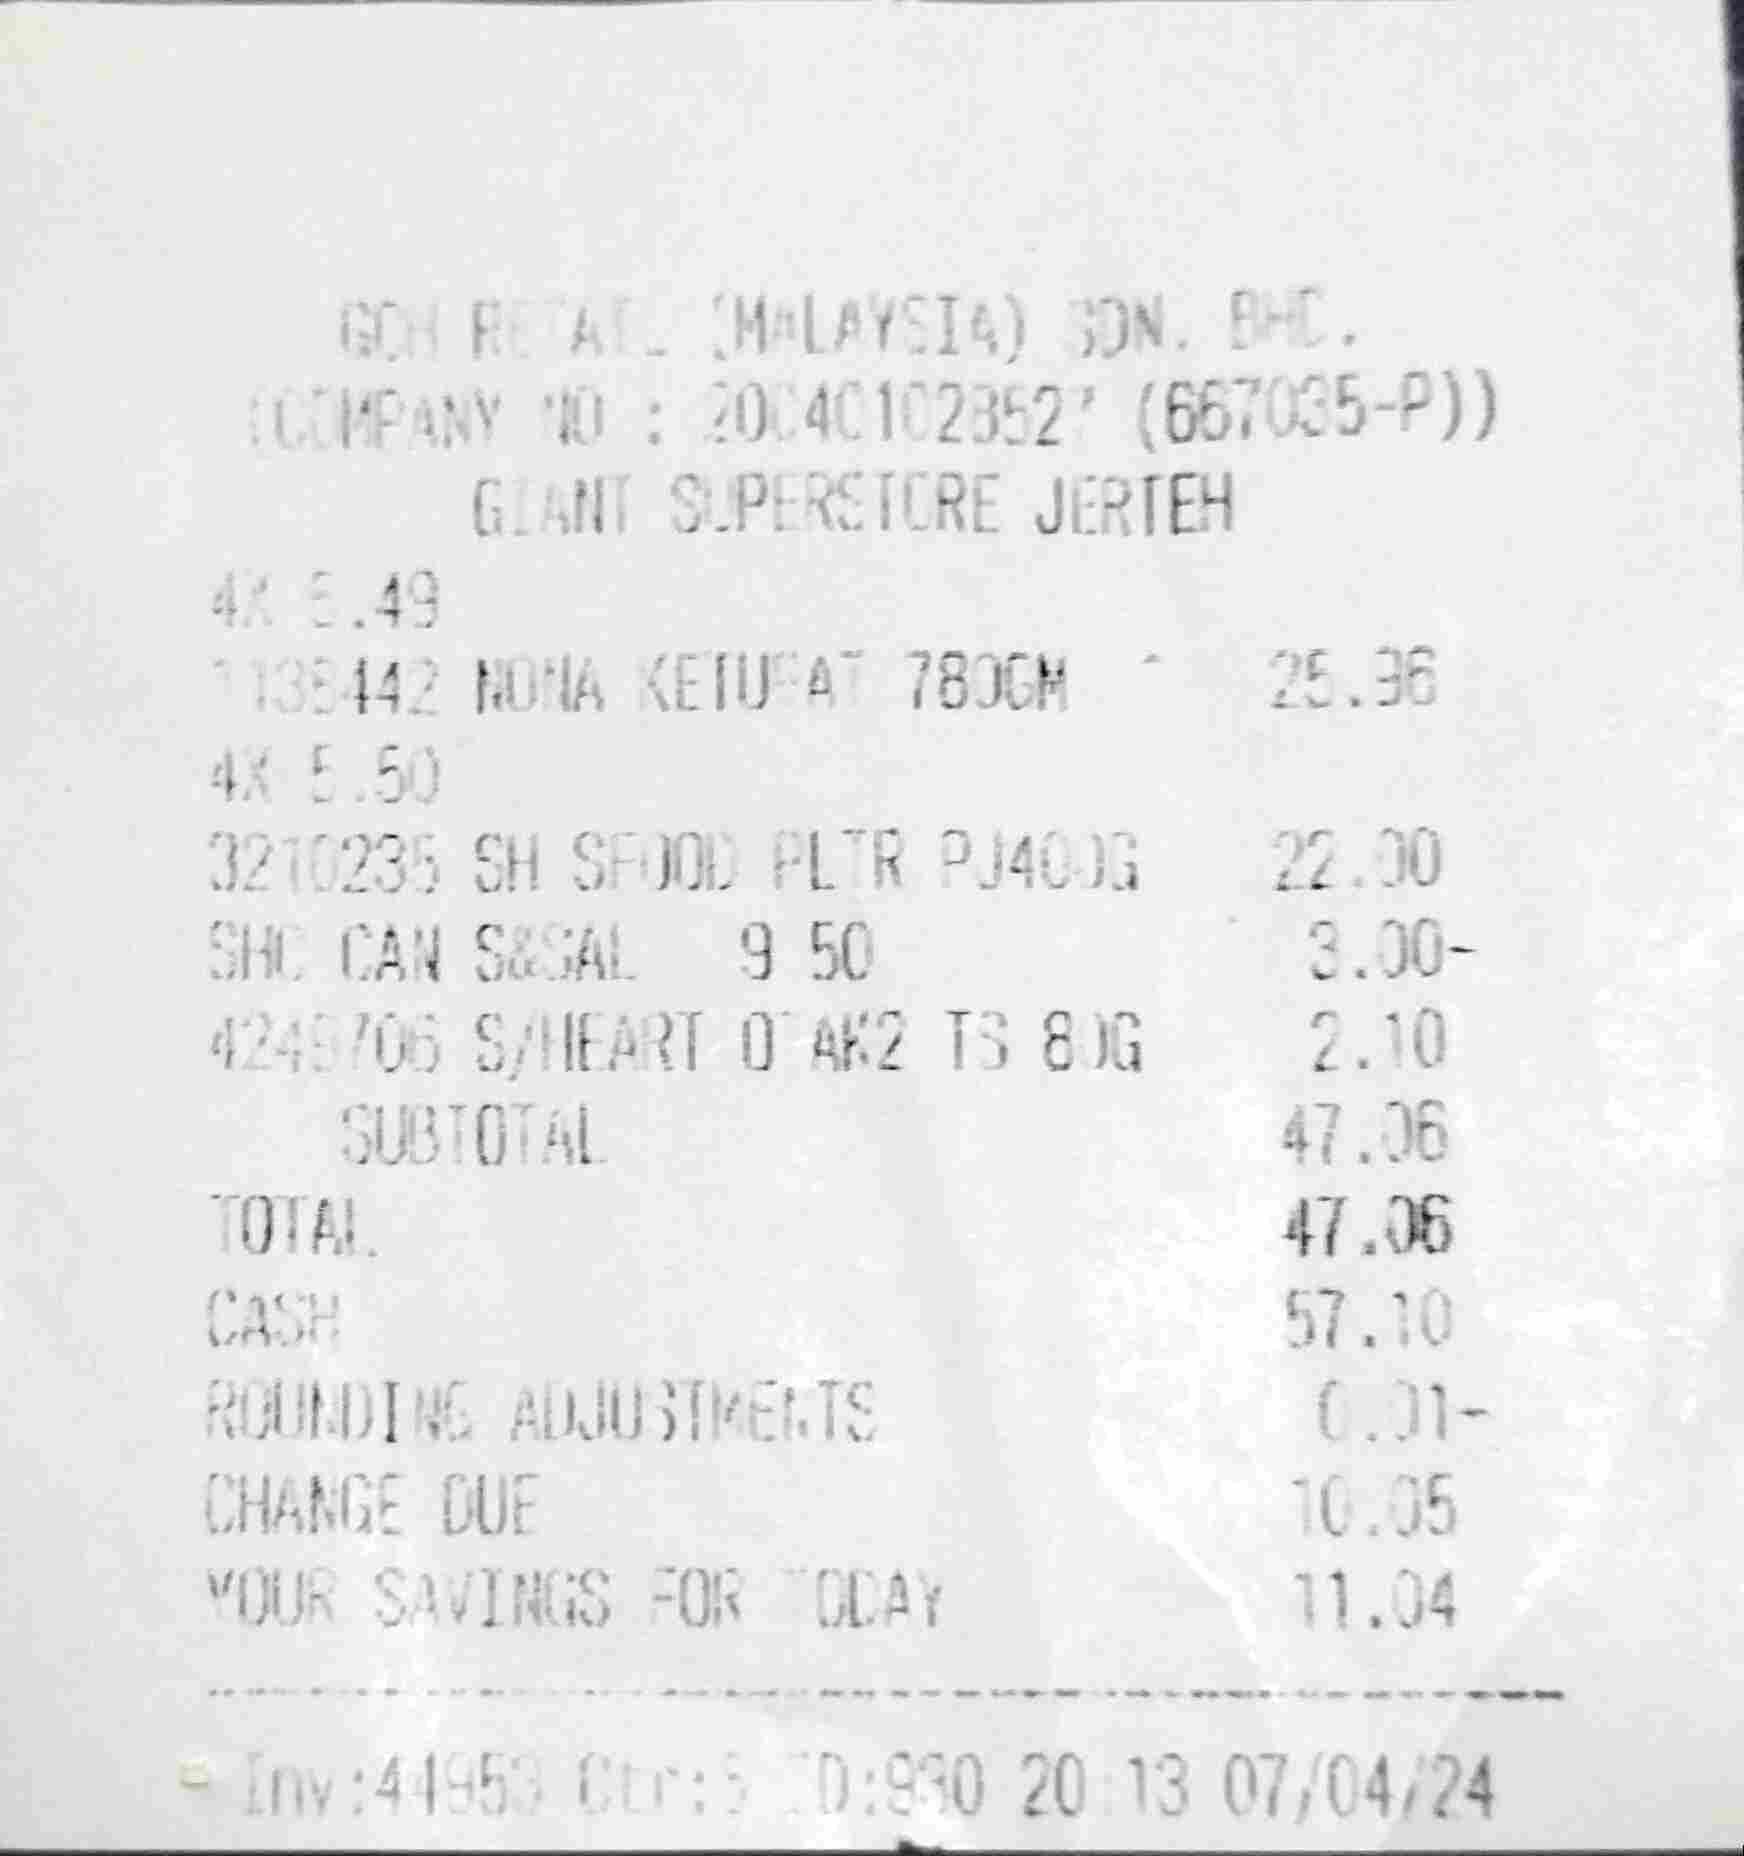 GCH RETAIL (MALAYSIA) SDN. BHD.
(COMPANY NO : 200401023527 (667035-P))
GIANT SUPERSTORE JERTEH
4X 6.49
NONA KETUPAT 780GM 25.96
4X 5.50
3210235 SH SFOOD PLTR PJ400G 22.00
SHC CAN S&SAL 9 50 3.00-
S/HEART OTAK2 TS 80G 2.10
SUBTOTAL 47.06
TOTAL 47.06
CASH 57.10
ROUNDING ADJUSTMENTS 0.01-
CHANGE DUE 10.05
YOUR SAVINGS FOR TODAY 11.04
Inv:44953 Ctr:5 ID:930 20:13 07/04/24